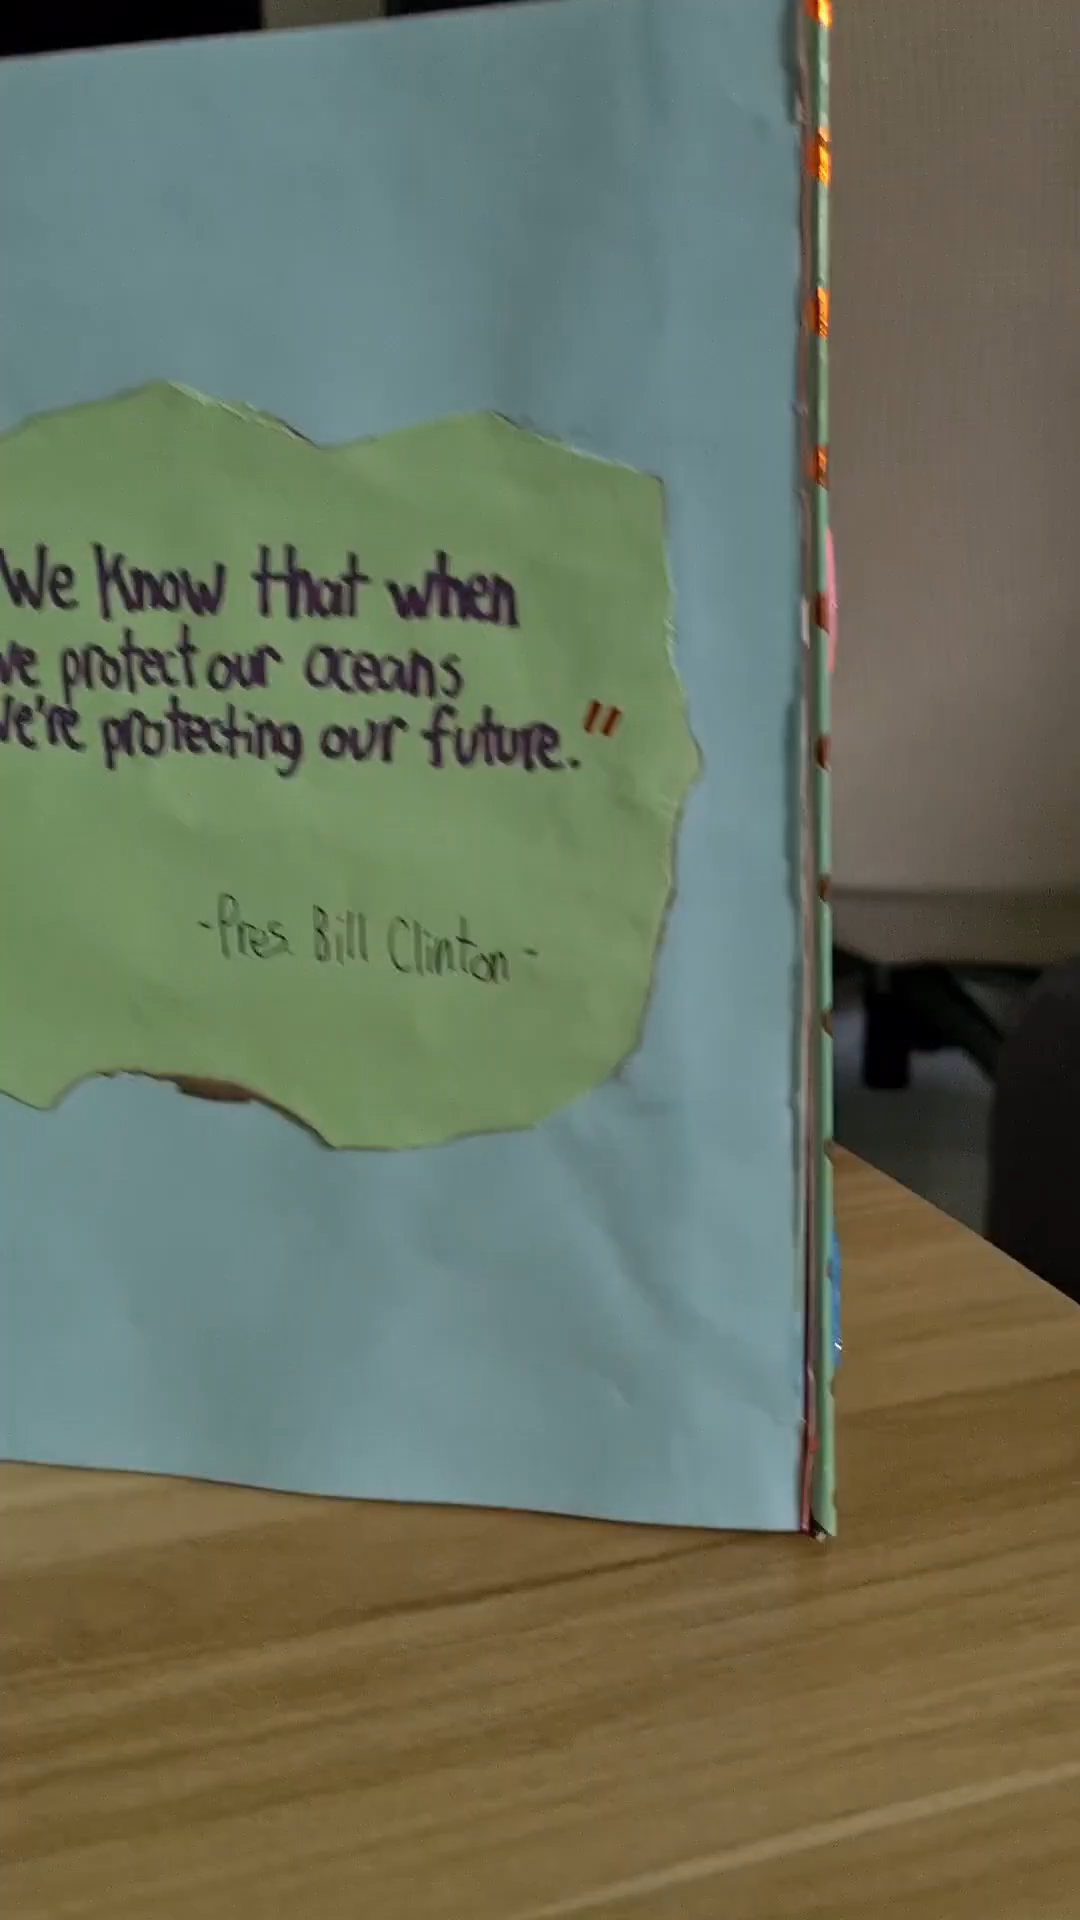 We Know that when
we protect our oceans
We're protecting our future."
-Pres. Bill Clinton-